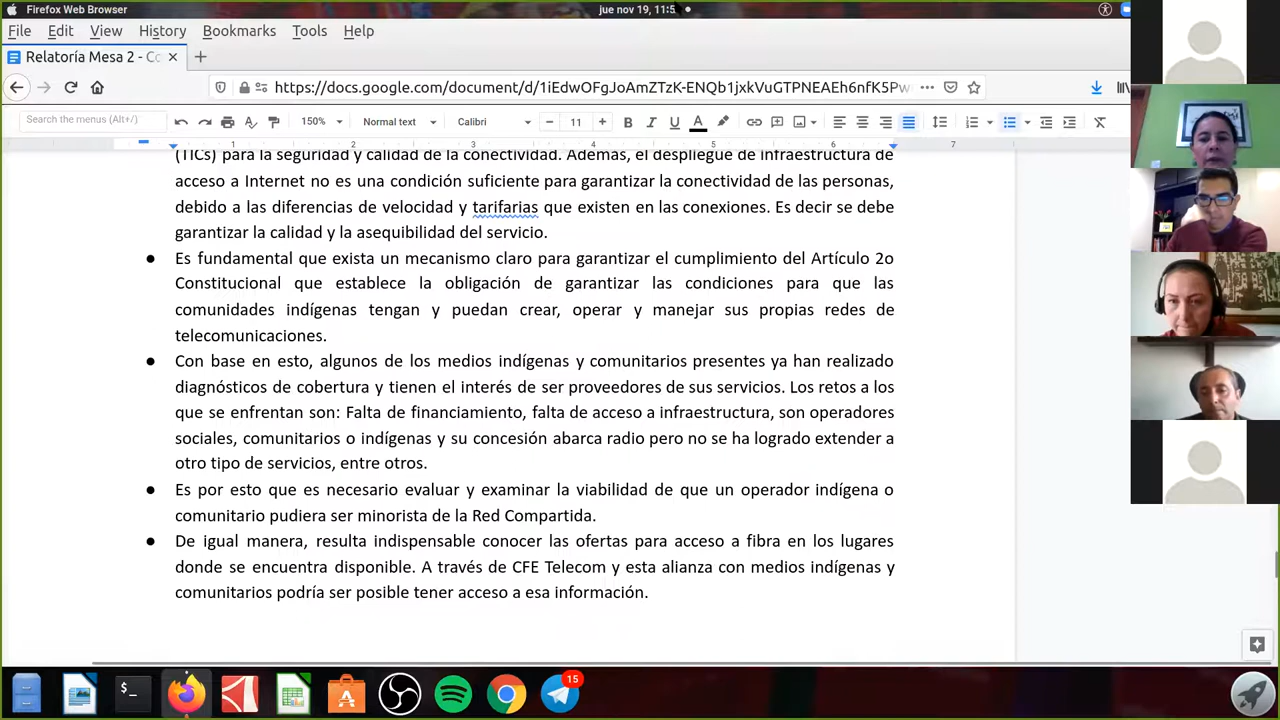 Firefox Web Browser
jue nov 19, 11:5
File Edit View History Bookmarks Tools Help
Relatoría Mesa 2 - Co
https://docs.google.com/document/d/1iEdwOFgJoAmZTzK-ENQb1jxkVuGTPNEAEh6nfK5Pw
Search the menus (Alt+/)
150% Normal text Calibri 11
1 2 3 4 5 6 7
(TICs) para la seguridad y calidad de la conectividad. Además, el despliegue de infraestructura de
acceso a Internet no es una condición suficiente para garantizar la conectividad de las personas,
debido a las diferencias de velocidad y tarifarias que existen en las conexiones. Es decir se debe
garantizar la calidad y la asequibilidad del servicio.
● Es fundamental que exista un mecanismo claro para garantizar el cumplimiento del Artículo 2o
Constitucional que establece la obligación de garantizar las condiciones para que las
comunidades indígenas tengan y puedan crear, operar y manejar sus propias redes de
telecomunicaciones.
● Con base en esto, algunos de los medios indígenas y comunitarios presentes ya han realizado
diagnósticos de cobertura y tienen el interés de ser proveedores de sus servicios. Los retos a los
que se enfrentan son: Falta de financiamiento, falta de acceso a infraestructura, son operadores
sociales, comunitarios o indígenas y su concesión abarca radio pero no se ha logrado extender a
otro tipo de servicios, entre otros.
● Es por esto que es necesario evaluar y examinar la viabilidad de que un operador indígena o
comunitario pudiera ser minorista de la Red Compartida.
● De igual manera, resulta indispensable conocer las ofertas para acceso a fibra en los lugares
donde se encuentra disponible. A través de CFE Telecom y esta alianza con medios indígenas y
comunitarios podría ser posible tener acceso a esa información.
15